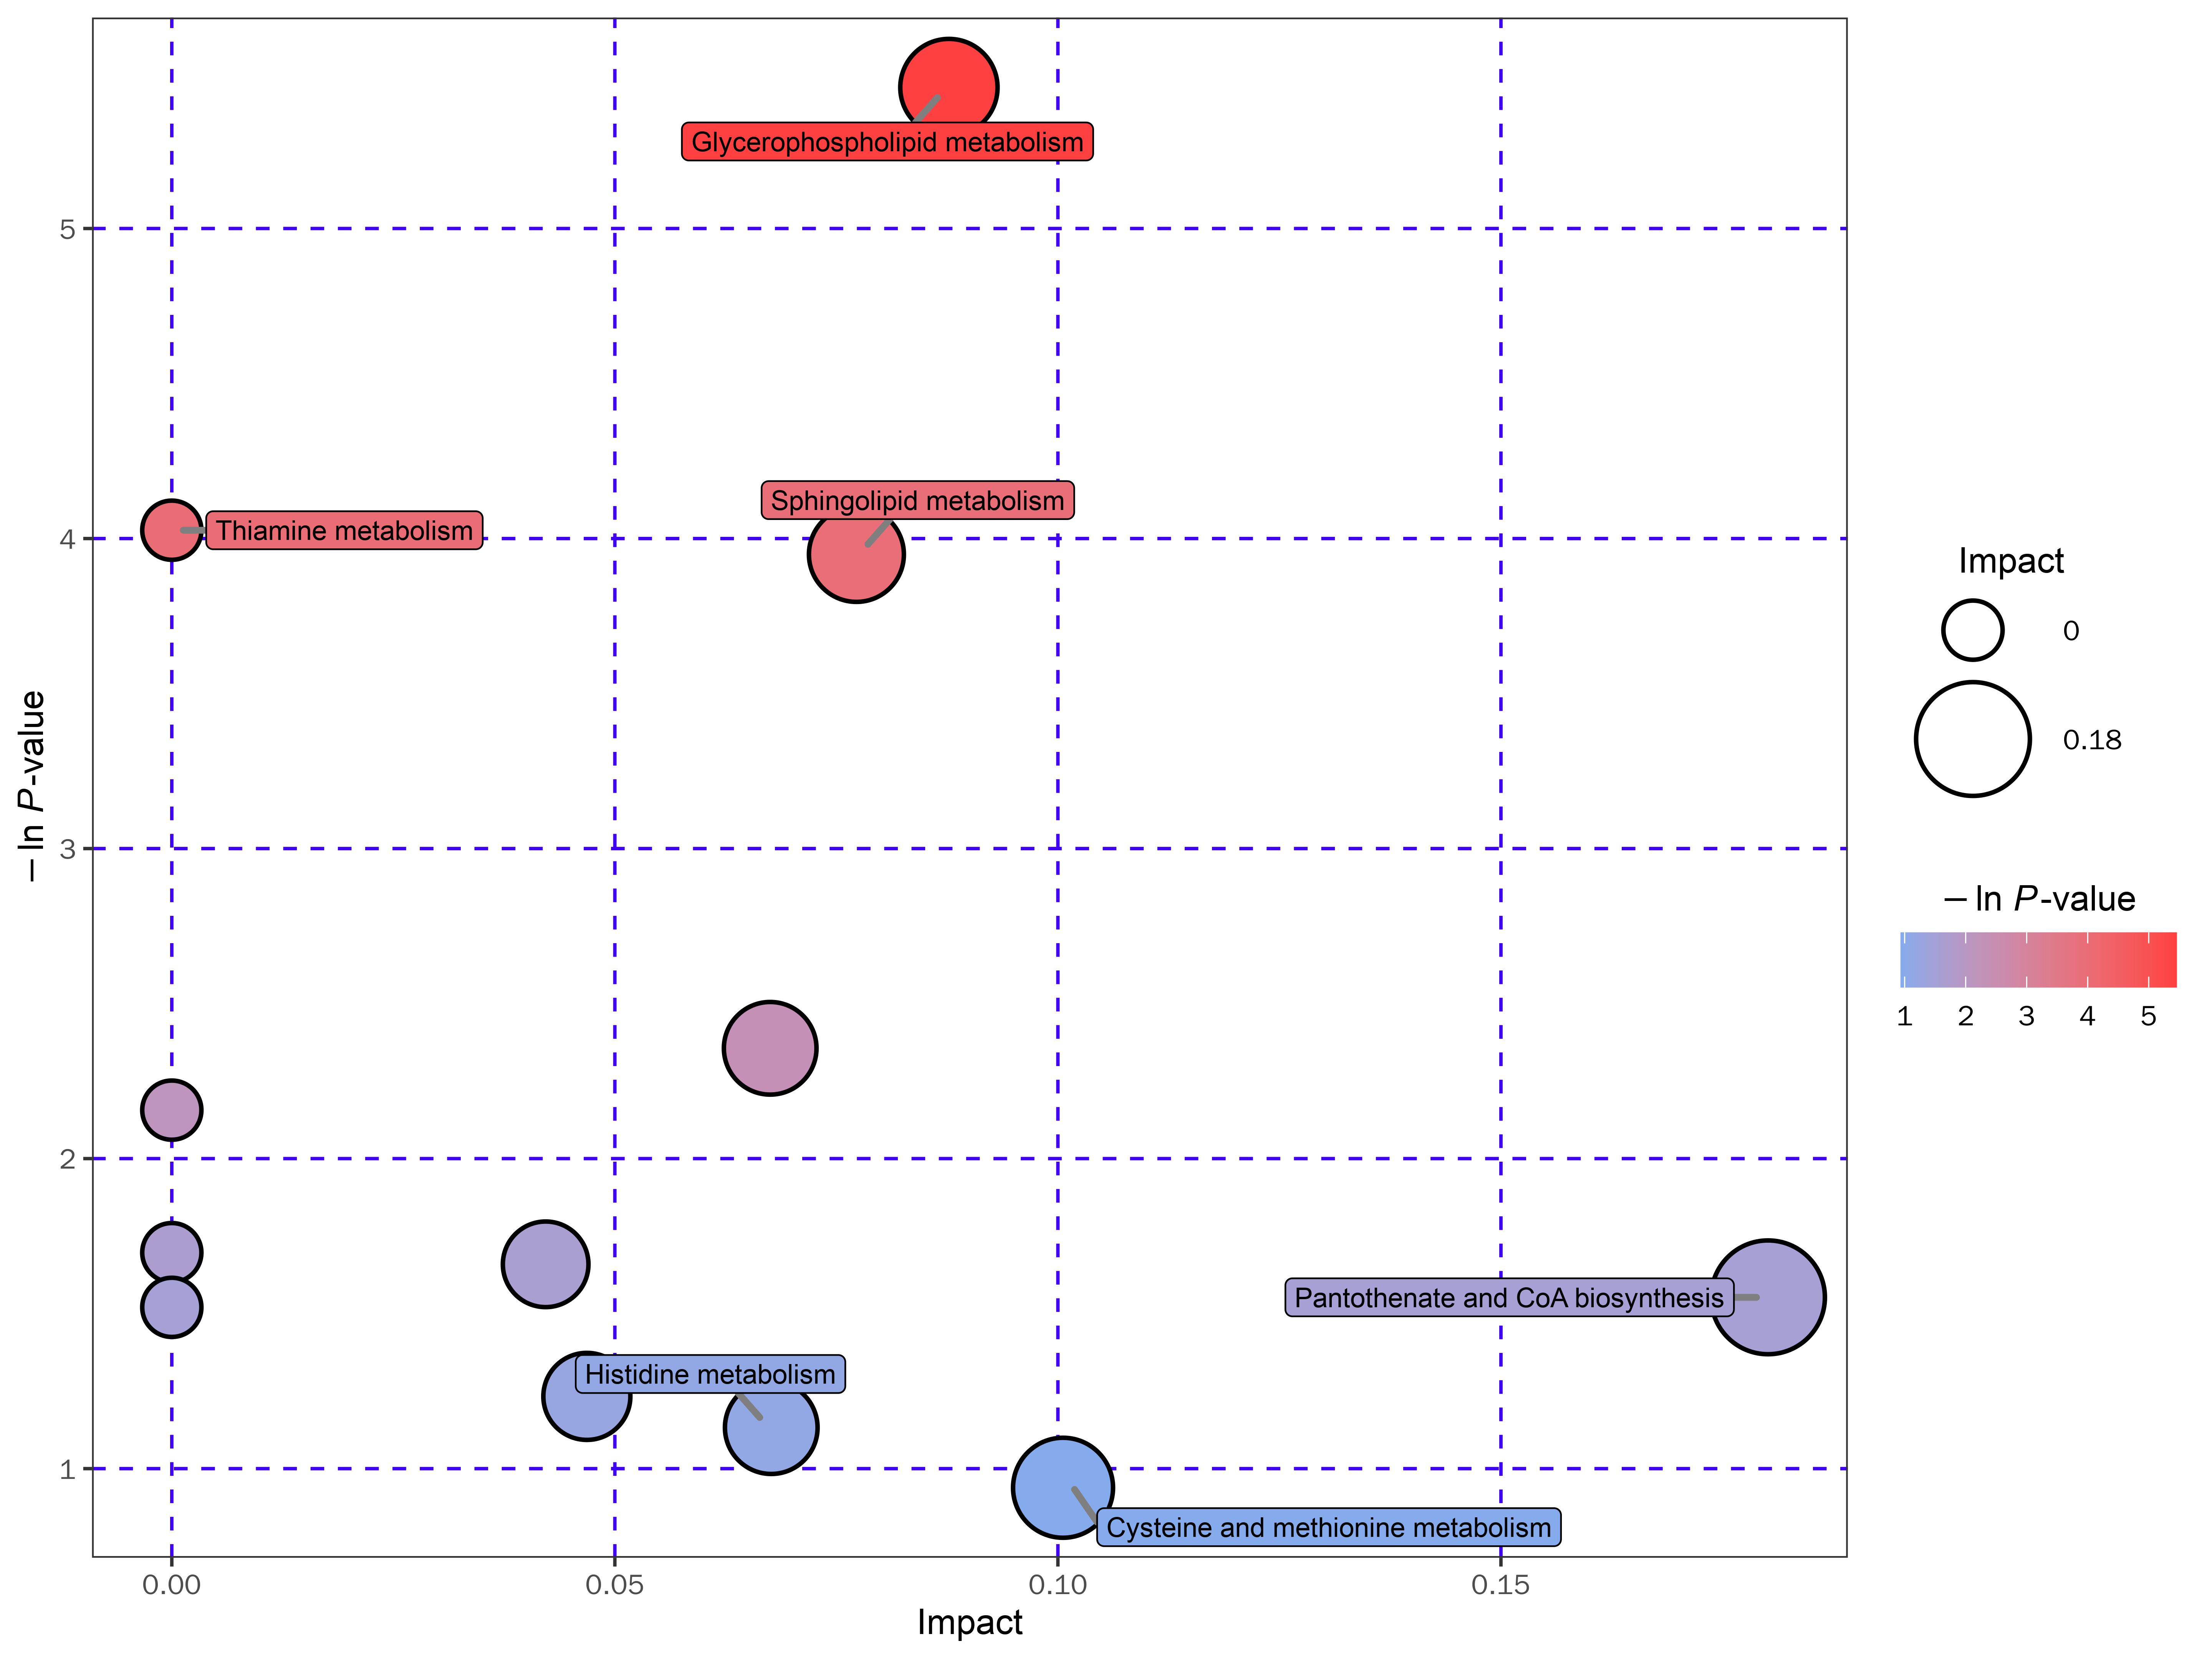 Glycerophospholipid metabolism
5
Sphingolipid metabolism
Thiamine metabolism
4
3
2
Pantothenate and CoA biosynthesis
Histidine metabolism
1
Cysteine and methionine metabolism
0.00 0.05 0.10 0.15
Impact
– ln P-value
Impact
0
0.18
– ln P-value
1 2 3 4 5